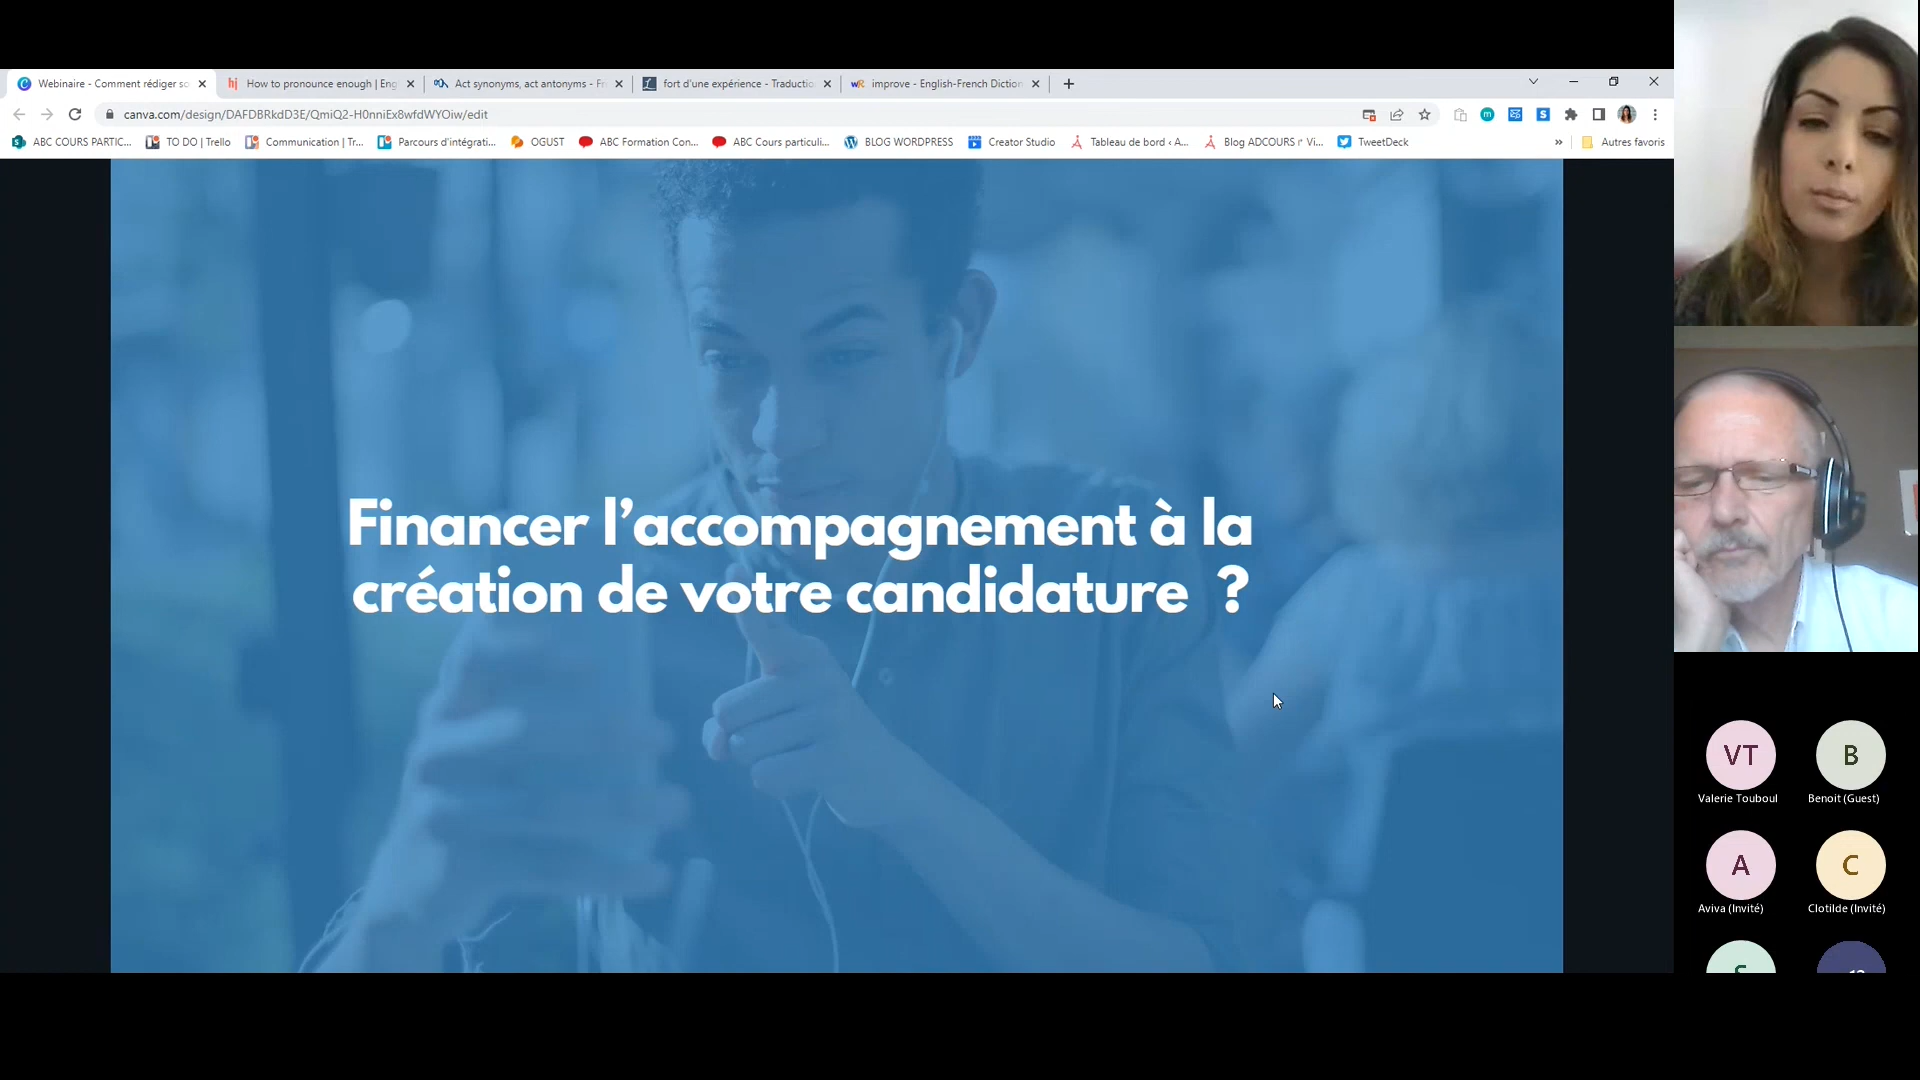 Webinaire - Comment rédiger so
How to pronounce enough | Eng
Act synonyms, act antonyms - Fr
fort d'une expérience - Traductio
improve - English-French Diction
canva.com/design/DAFDBRkdD3E/QmiQ2-H0nniEx8wfdWYOiw/edit
ABC COURS PARTIC...
TO DO | Trello
Communication | Tr...
Parcours d'intégrati...
OGUST
ABC Formation Con...
ABC Cours particuli...
BLOG WORDPRESS
Creator Studio
Tableau de bord ‹ A...
Blog ADCOURS l' Vi...
TweetDeck
»
Autres favoris
Financer l’accompagnement à la
création de votre candidature ?
VT
Valerie Touboul
B
Benoit (Guest)
A
Aviva (Invité)
C
Clotilde (Invité)